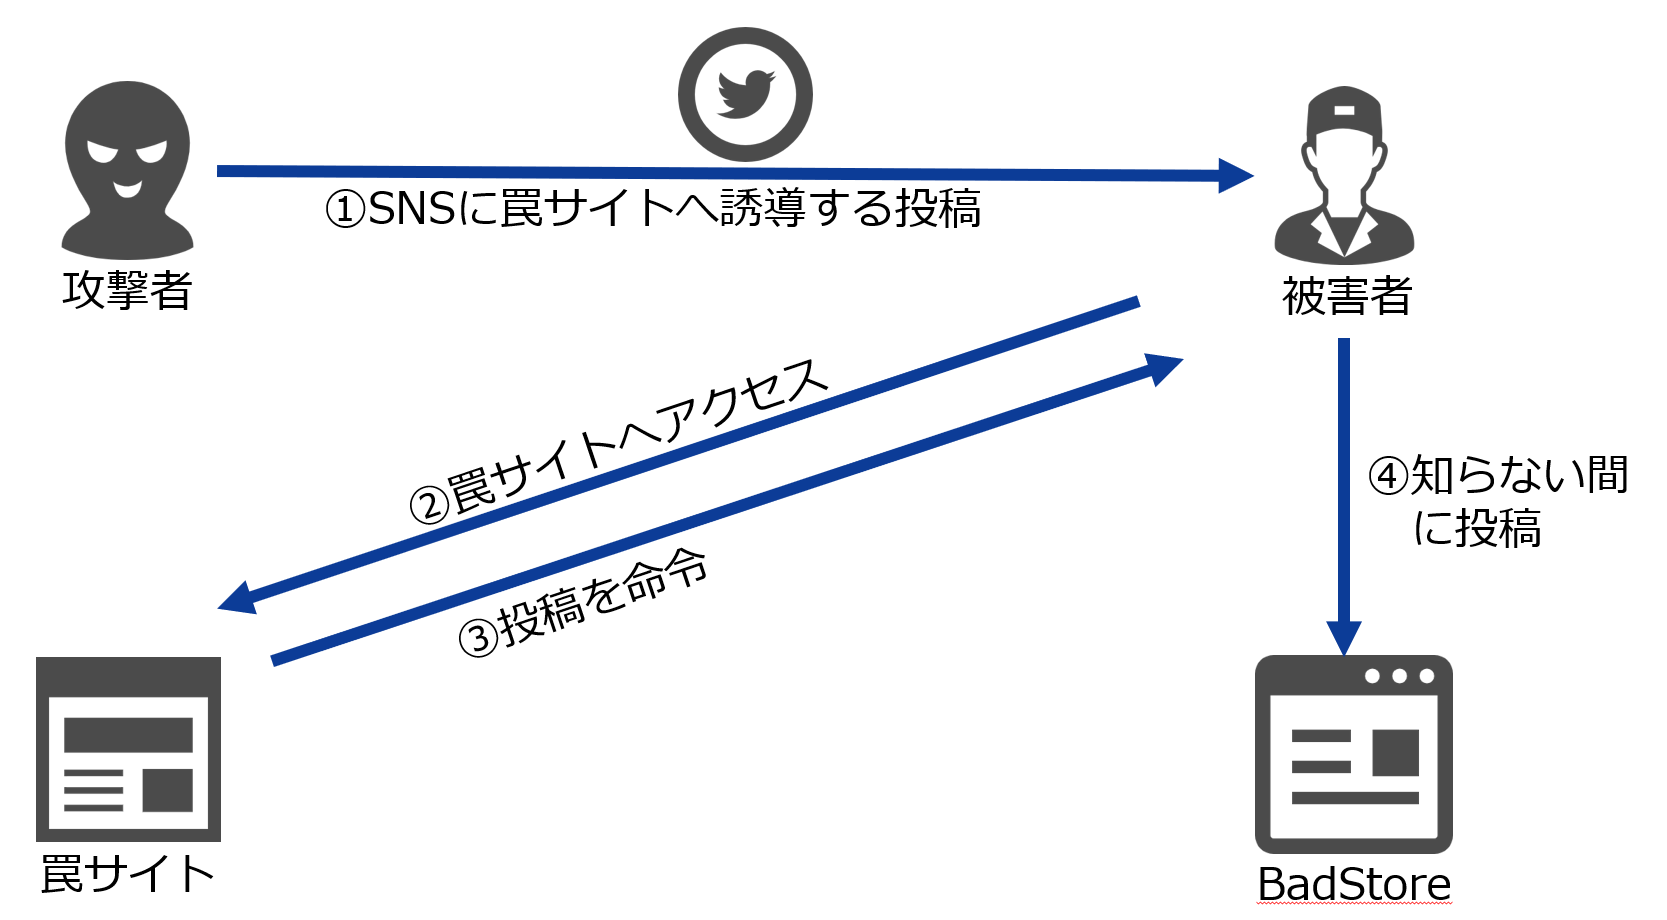 ①SNSに罠サイトへ誘導する投稿
攻撃者
被害者
②罠サイトへアクセス
③投稿を命令
④知らない間
に投稿
罠サイト
BadStore